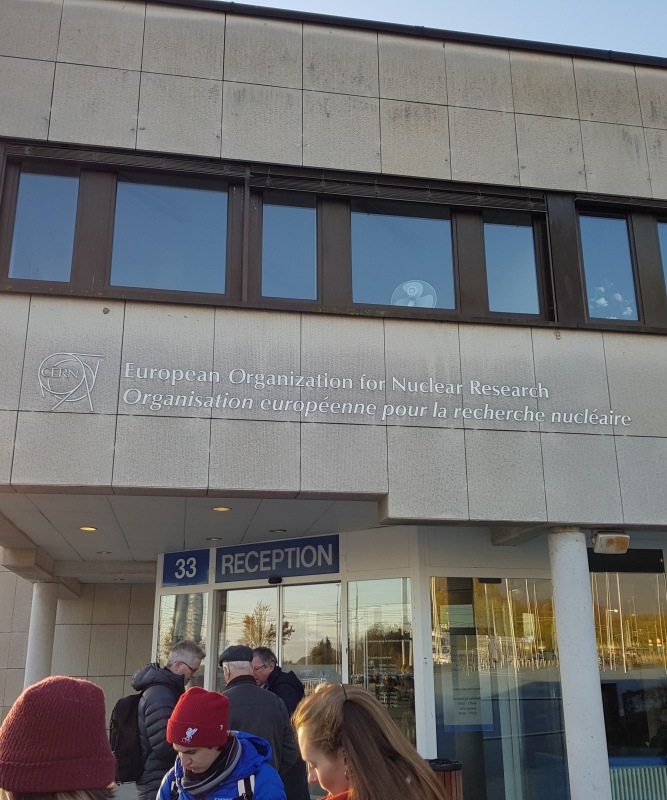 CERN
European Organization for Nuclear Research
Organisation européenne pour la recherche nucléaire
33
RECEPTION